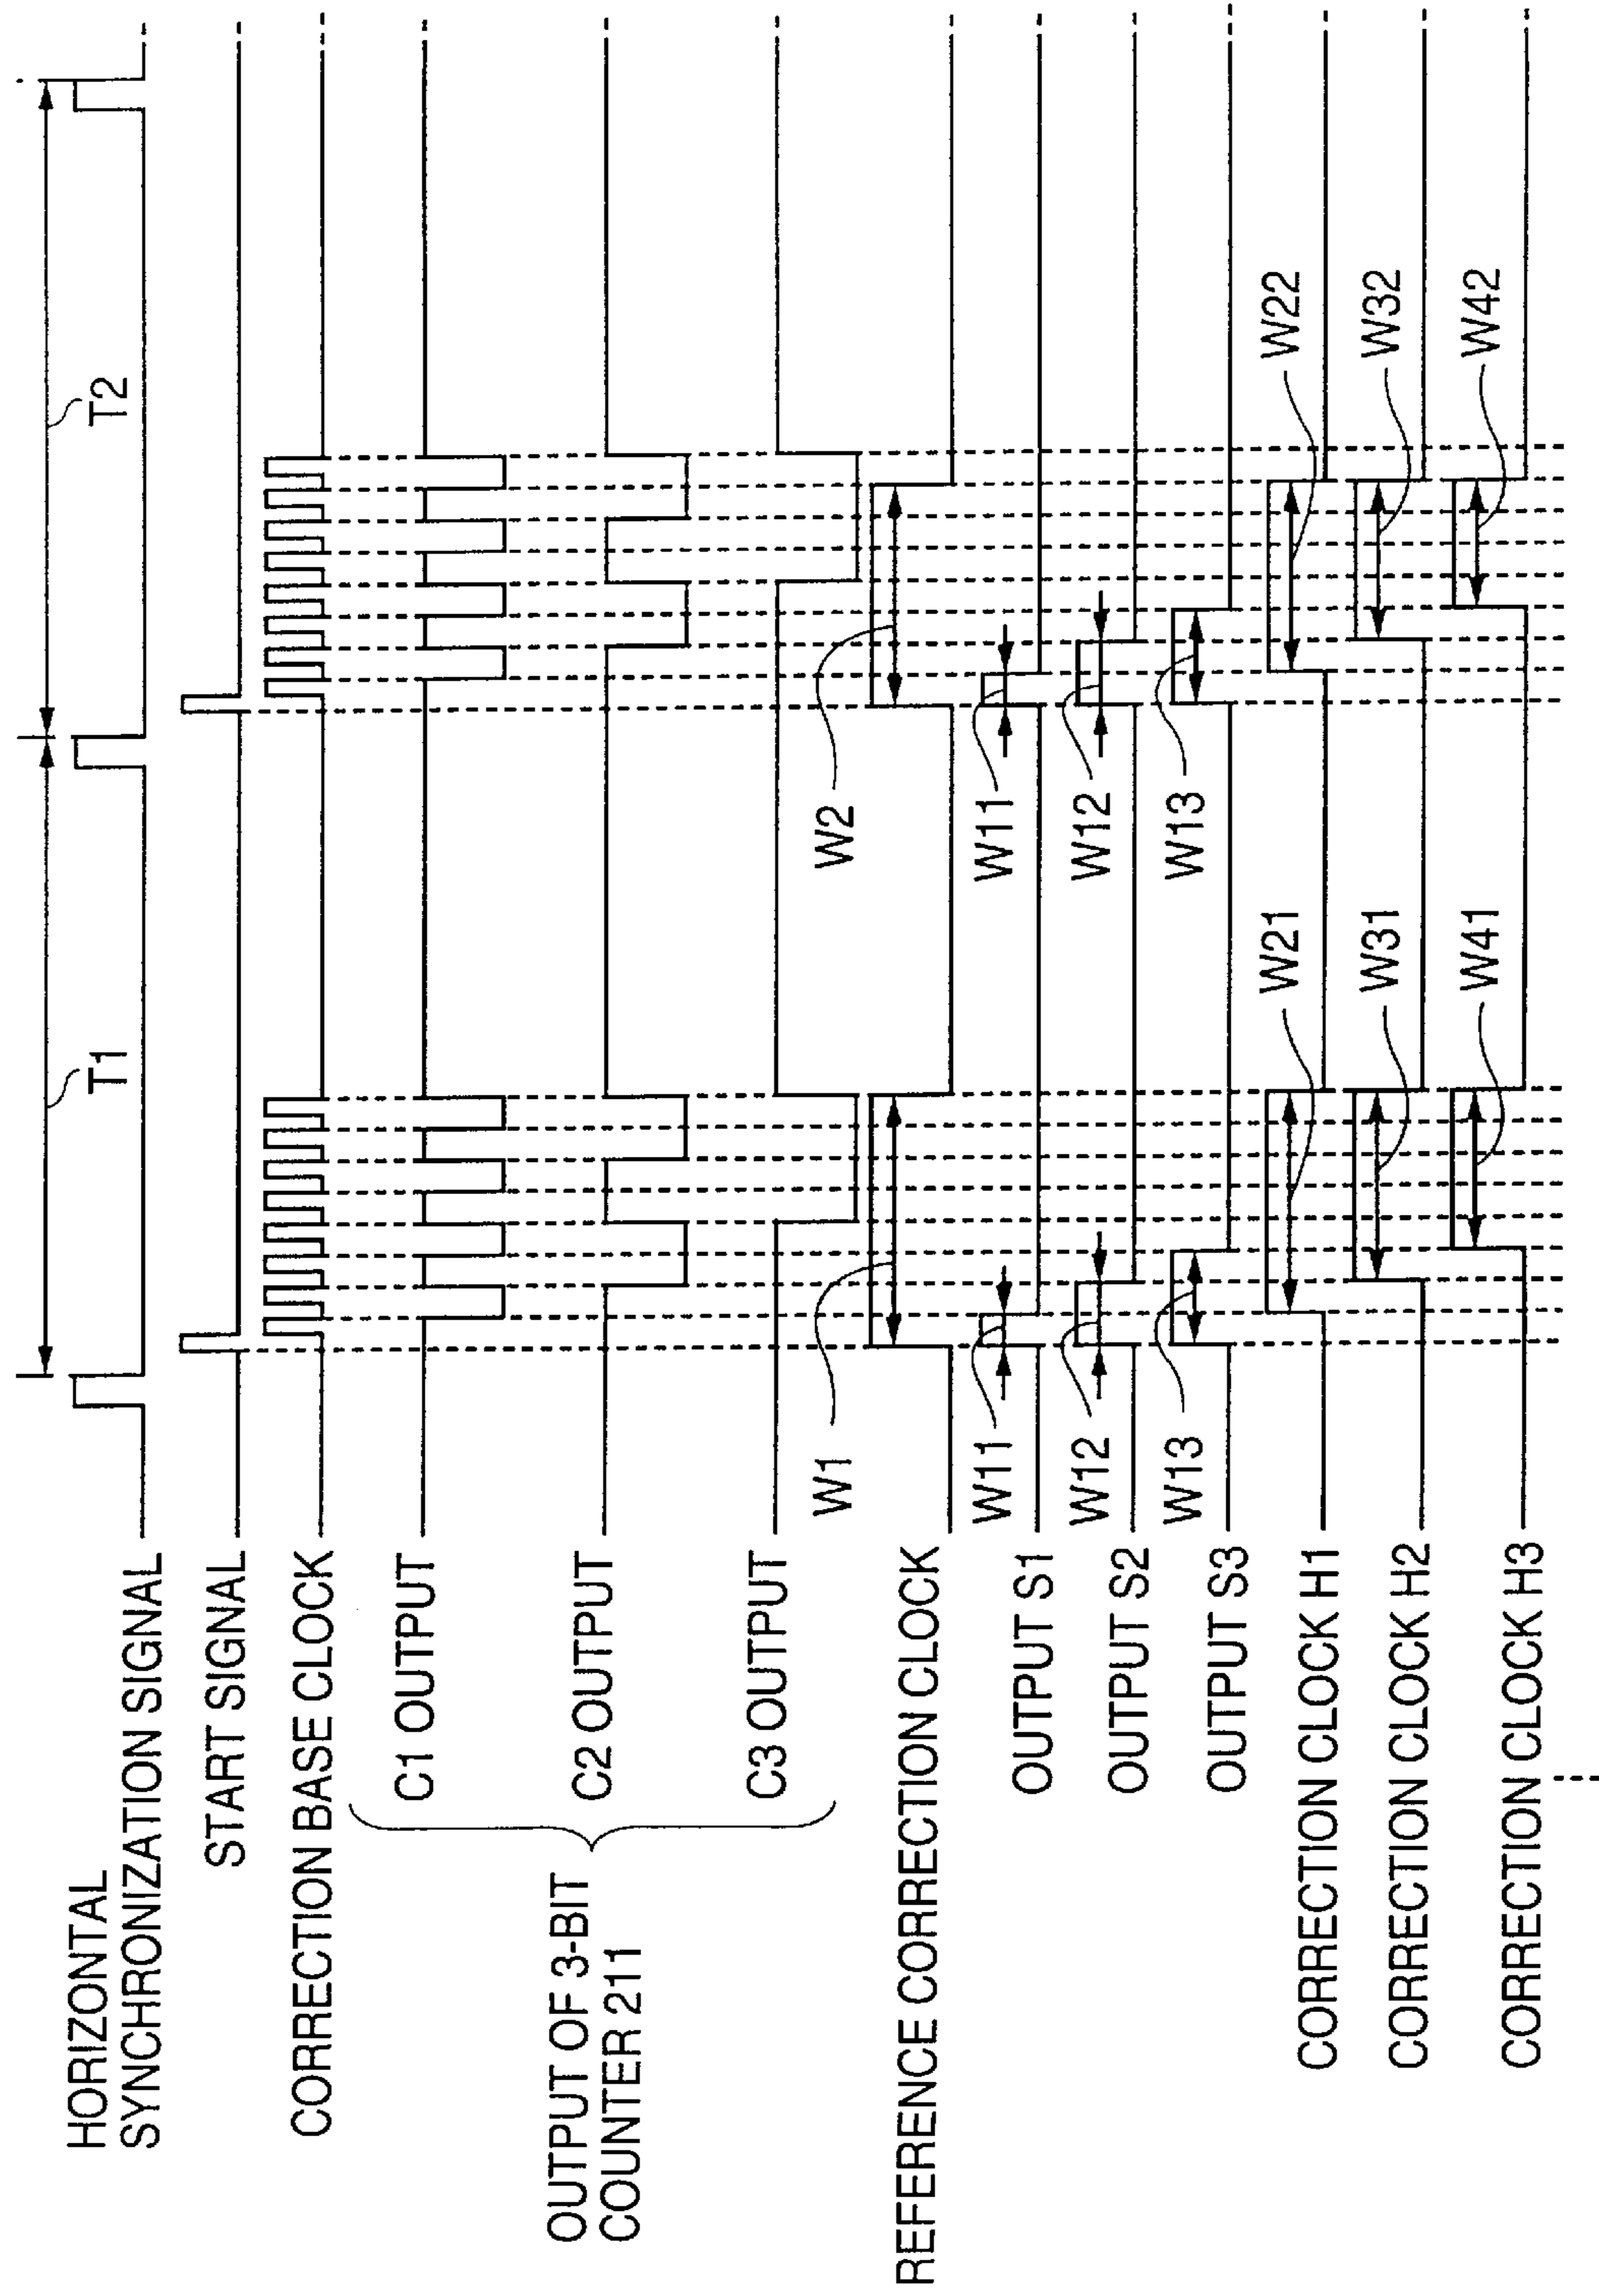 HORIZONTAL
SYNCHRONIZATION SIGNAL
T1
T2
START SIGNAL
CORRECTION BASE CLOCK
OUTPUT OF 3-BIT
COUNTER 211
C1 OUTPUT
C2 OUTPUT
C3 OUTPUT
REFERENCE CORRECTION CLOCK
W1
W2
OUTPUT S1
W11
W11
OUTPUT S2
W12
W12
OUTPUT S3
W13
W13
CORRECTION CLOCK H1
W21
W22
CORRECTION CLOCK H2
W31
W32
CORRECTION CLOCK H3
W41
W42